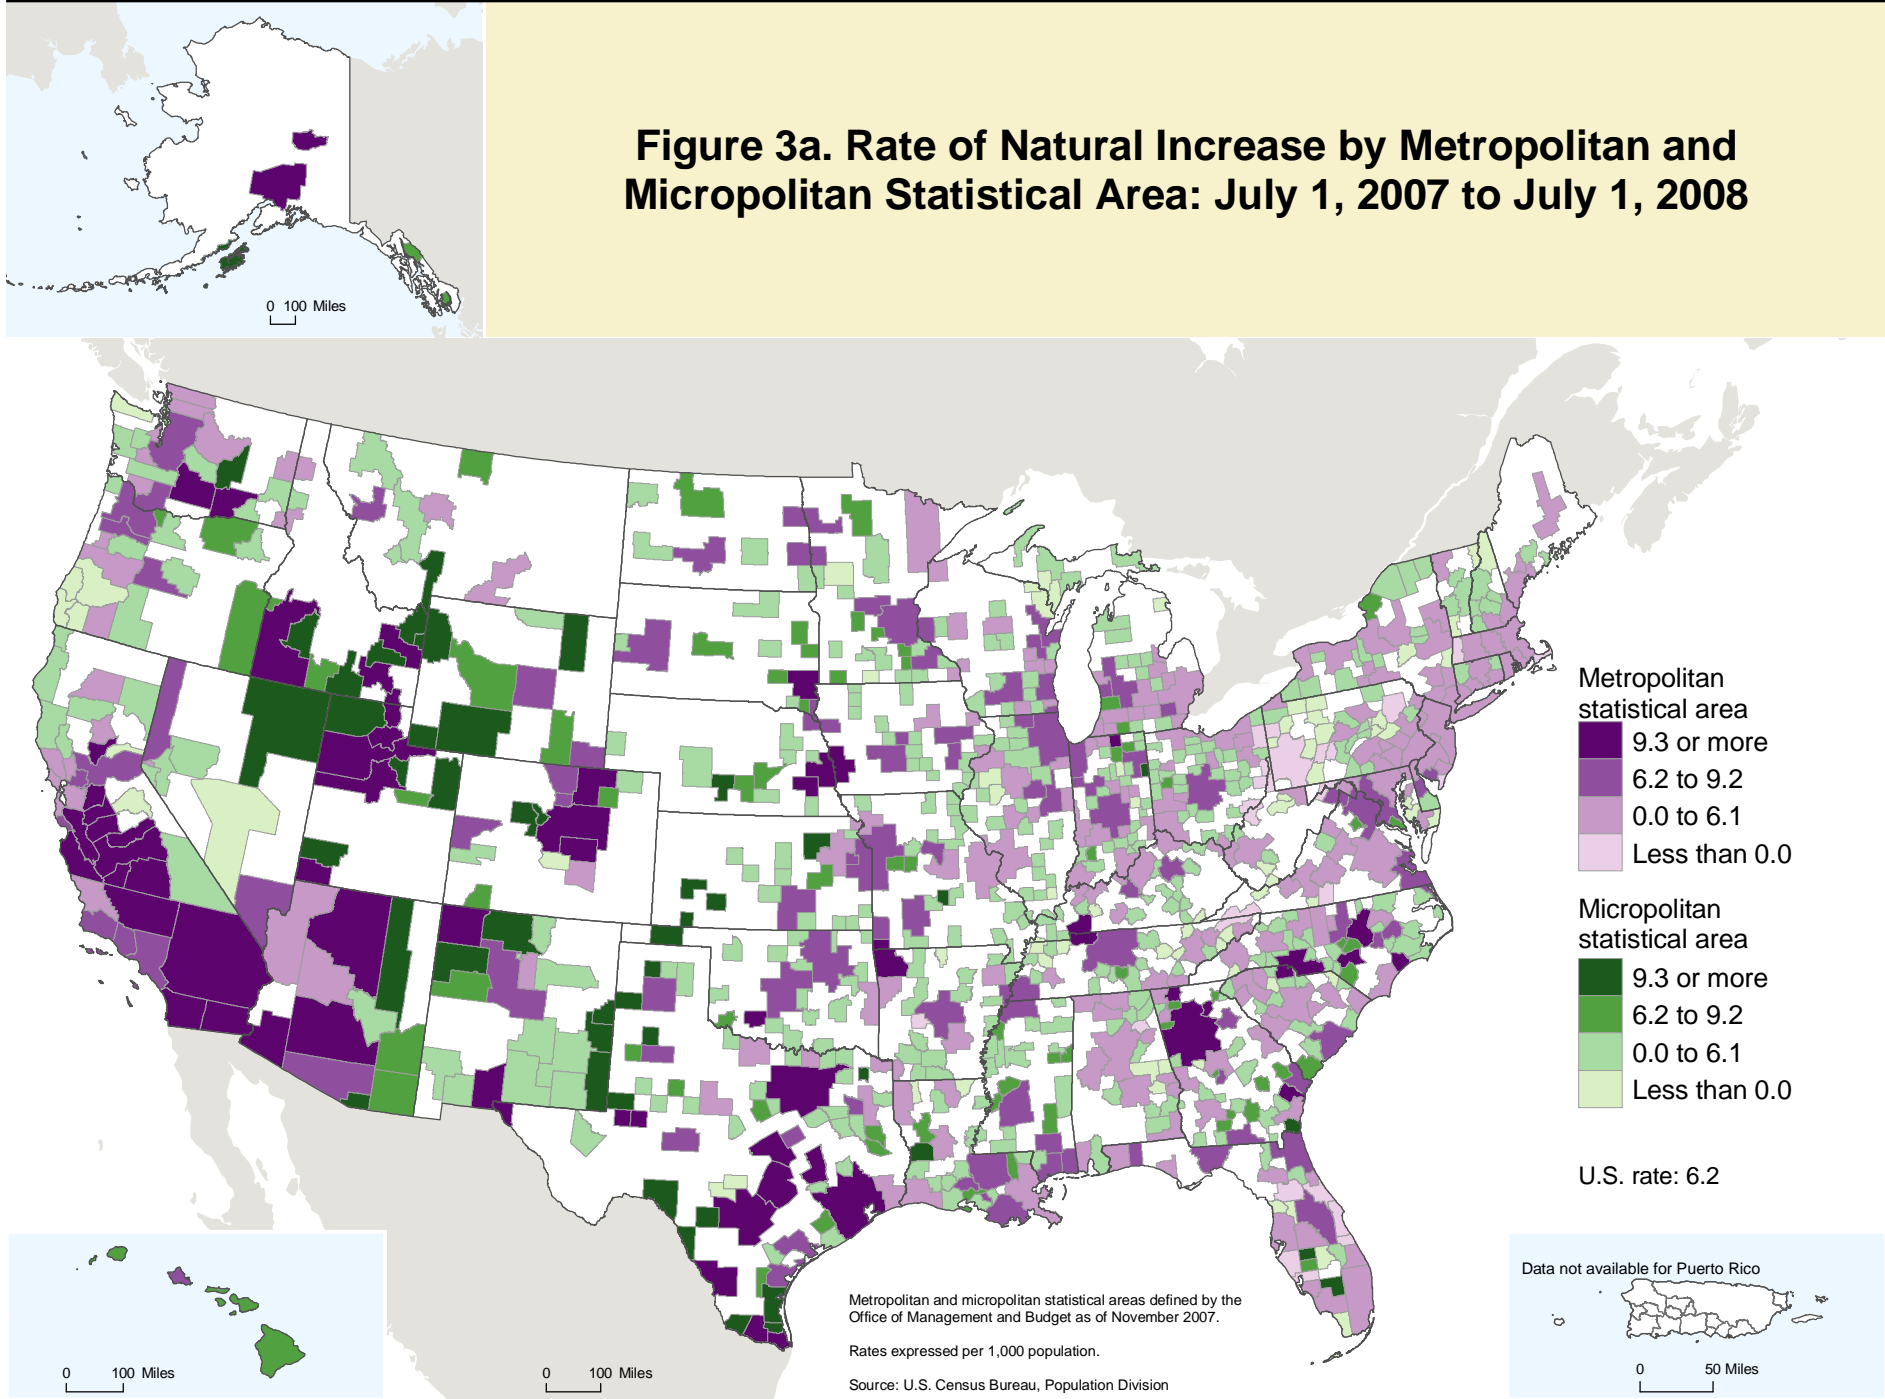 Figure 3a. Rate of Natural Increase by Metropolitan and
Micropolitan Statistical Area: July 1, 2007 to July 1, 2008
0 100 Miles
Metropolitan
statistical area
9.3 or more
6.2 to 9.2
0.0 to 6.1
Less than 0.0
Micropolitan
statistical area
9.3 or more
6.2 to 9.2
0.0 to 6.1
Less than 0.0
U.S. rate: 6.2
Data not available for Puerto Rico
Metropolitan and micropolitan statistical areas defined by the
Office of Management and Budget as of November 2007.
Rates expressed per 1,000 population.
Source: U.S. Census Bureau, Population Division
0 100 Miles
0 100 Miles
0 50 Miles